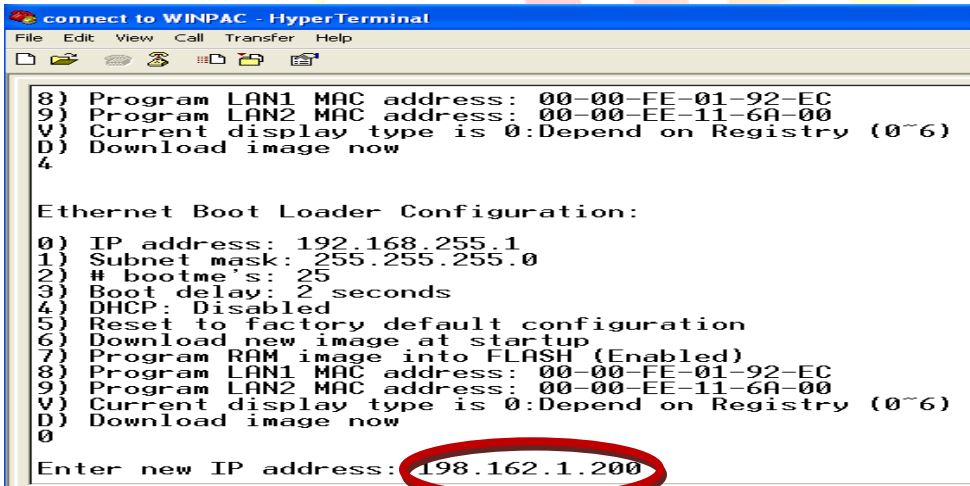 connect to WINPAC - HyperTerminal
File Edit View Call Transfer Help
8) Program LAN1 MAC address: 00-00-FE-01-92-EC
9) Program LAN2 MAC address: 00-00-EE-11-6A-00
V) Current display type is 0:Depend on Registry (0~6)
D) Download image now
4
Ethernet Boot Loader Configuration:
0) IP address: 192.168.255.1
1) Subnet mask: 255.255.255.0
2) # bootme's: 25
3) Boot delay: 2 seconds
4) DHCP: Disabled
5) Reset to factory default configuration
6) Download new image at startup
7) Program RAM image into FLASH (Enabled)
8) Program LAN1 MAC address: 00-00-FE-01-92-EC
9) Program LAN2 MAC address: 00-00-EE-11-6A-00
V) Current display type is 0:Depend on Registry (0~6)
D) Download image now
0
Enter new IP address: 198.162.1.200